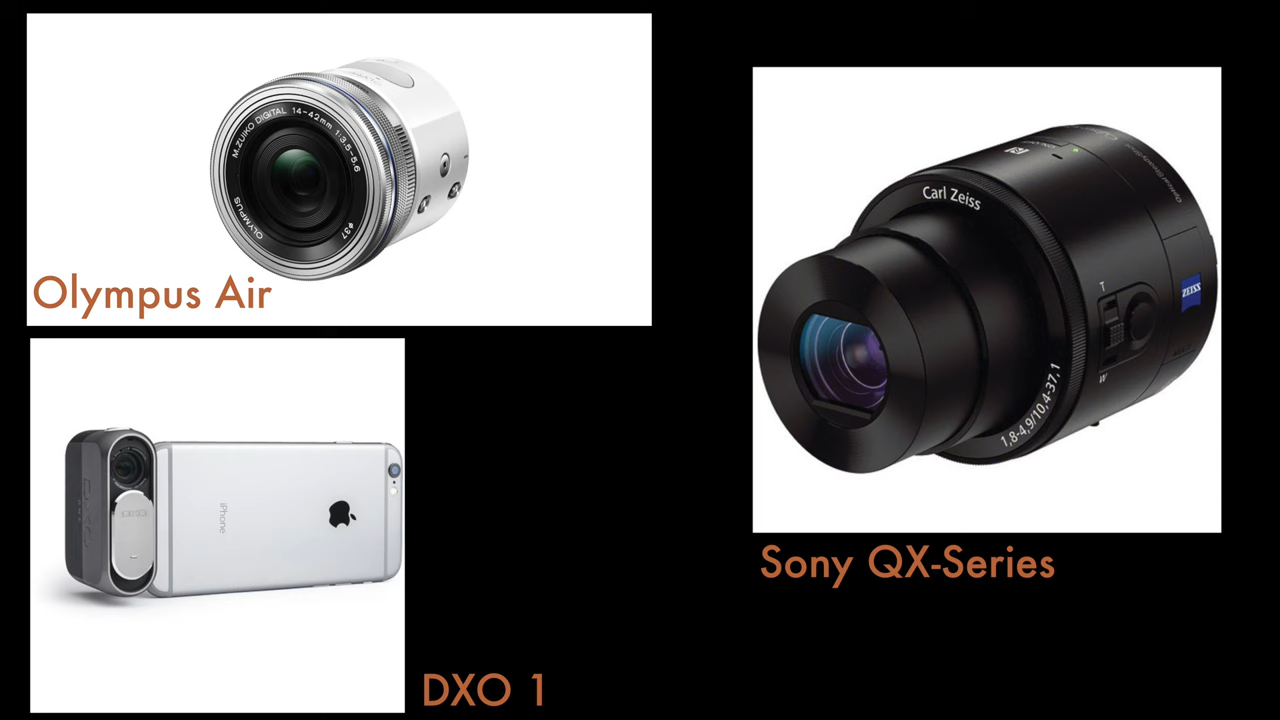 M.ZUIKO DIGITAL 14-42mm 1:3.5-5.6
OLYMPUS
ø37
Olympus Air
Carl Zeiss
T
ZEISS
W
1,8-4,9/10,4-37,1
Sony QX-Series
iPhone
DXO 1